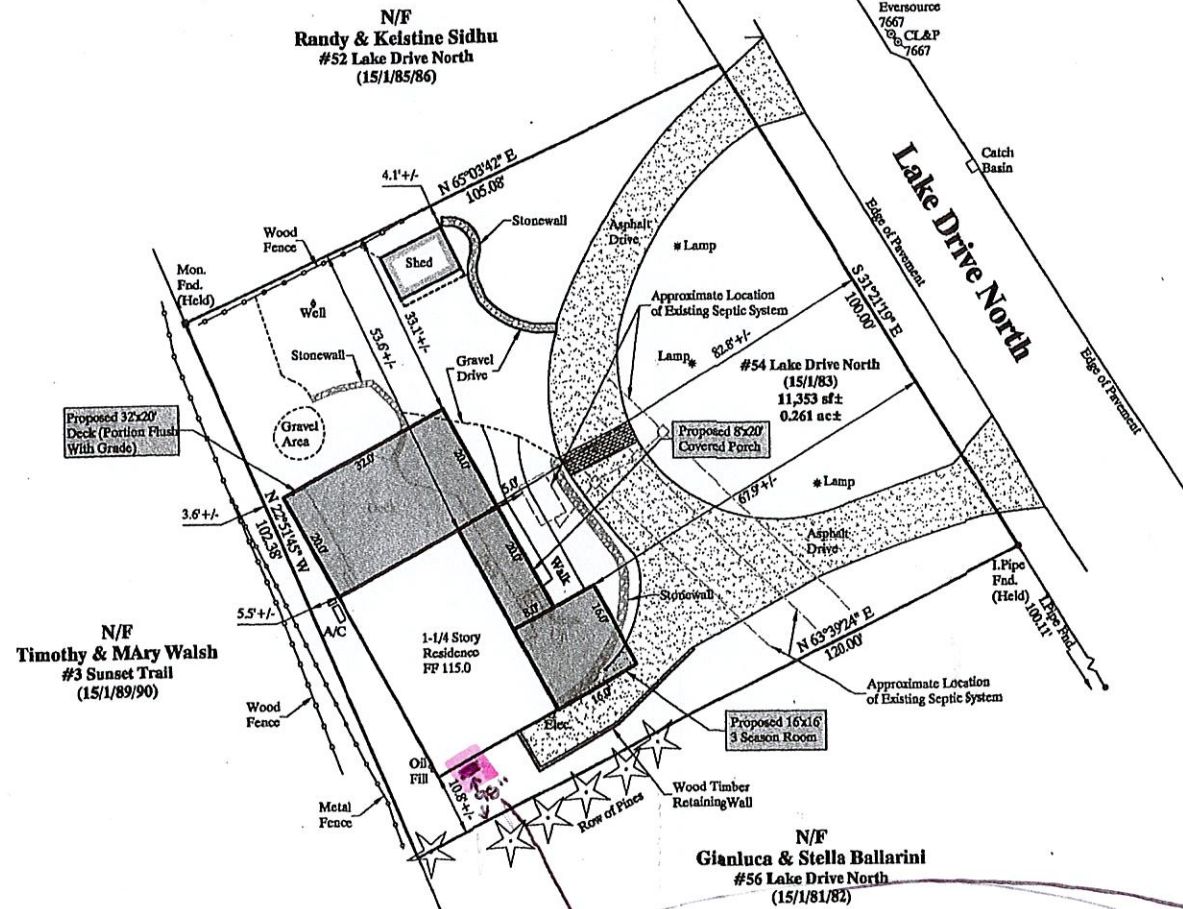 N/F
Randy & Kelstine Sidhu
#52 Lake Drive North
(15/1/85/86)
Eversource
7667
CL&P
7667
Catch
Basin
Lake Drive North
Edge of Pavement
Edge of Pavement
S 31°21'19" E
100.00'
N 65°03'42" E
105.08'
4.1'+/-
Stonewall
Wood
Fence
Shed
Asphalt
Drive
Lamp
Mon.
Fnd.
(Held)
Well
Stonewall
53.6'+/-
33.1'+/-
Gravel
Drive
Approximate Location
of Existing Septic System
Lamp
82.8'+/-
#54 Lake Drive North
(15/1/83)
11,353 sf±
0.261 ac±
Proposed 32'x20'
Deck (Portion Flush
With Grade)
Gravel
Area
Proposed 8'x20'
Covered Porch
67.9'+/-
Lamp
32.0'
20.0'
5.0'
Deck
20.0'
3.6'+/-
N 22°51'45" W
102.38'
20.0'
Walk
8.0'
Asphalt
Drive
Stonewall
16.0'
16.0'
5.5'+/-
A/C
I.Pipe
Fnd.
(Held)
I.Pipe Fnd.
100.11'
N 63°39'24" E
120.00'
N/F
Timothy & MAry Walsh
#3 Sunset Trail
(15/1/89/90)
1-1/4 Story
Residence
FF 115.0
Approximate Location
of Existing Septic System
Wood
Fence
Elec.
Proposed 16'x16'
3 Season Room
Oil
Fill
10.8'+/-
Metal
Fence
Row of Pines
Wood Timber
Retaining Wall
N/F
Gianluca & Stella Ballarini
#56 Lake Drive North
(15/1/81/82)